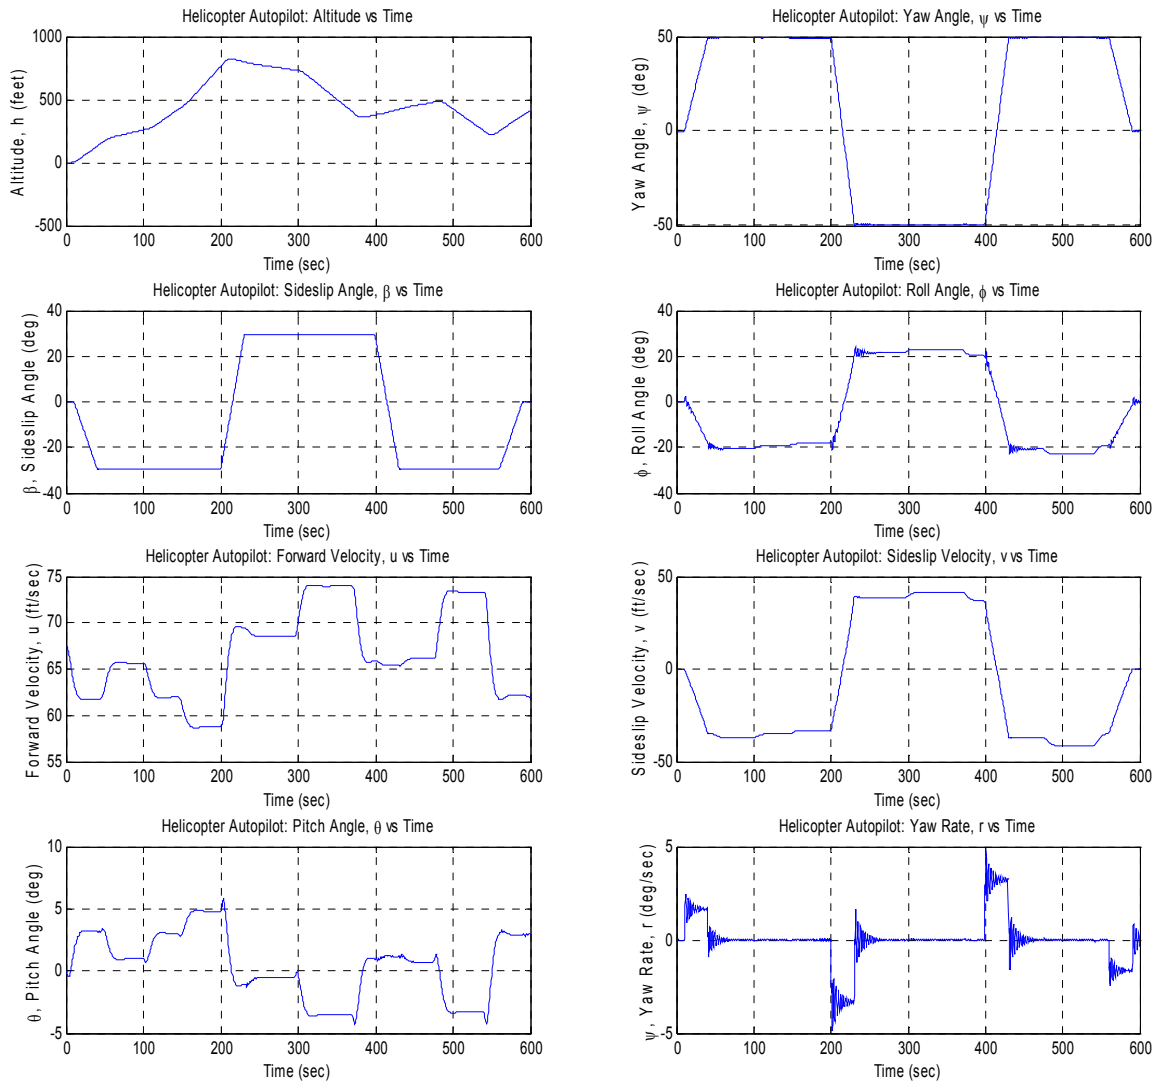 Helicopter Autopilot: Altitude vs Time
Altitude, h (feet)
1000
500
0
-500
0 100 200 300 400 500 600
Time (sec)
Helicopter Autopilot: Yaw Angle, ψ vs Time
Yaw Angle, ψ (deg)
50
0
-50
0 100 200 300 400 500 600
Time (sec)
Helicopter Autopilot: Sideslip Angle, β vs Time
β, Sideslip Angle (deg)
40
20
0
-20
-40
0 100 200 300 400 500 600
Time (sec)
Helicopter Autopilot: Roll Angle, ϕ vs Time
ϕ, Roll Angle (deg)
40
20
0
-20
-40
0 100 200 300 400 500 600
Time (sec)
Helicopter Autopilot: Forward Velocity, u vs Time
Forward Velocity, u (ft/sec)
75
70
65
60
55
0 100 200 300 400 500 600
Time (sec)
Helicopter Autopilot: Sideslip Velocity, v vs Time
Sideslip Velocity, v (ft/sec)
50
0
-50
0 100 200 300 400 500 600
Time (sec)
Helicopter Autopilot: Pitch Angle, θ vs Time
θ, Pitch Angle (deg)
10
5
0
-5
0 100 200 300 400 500 600
Time (sec)
Helicopter Autopilot: Yaw Rate, r vs Time
ψ, Yaw Rate, r (deg/sec)
5
0
-5
0 100 200 300 400 500 600
Time (sec)